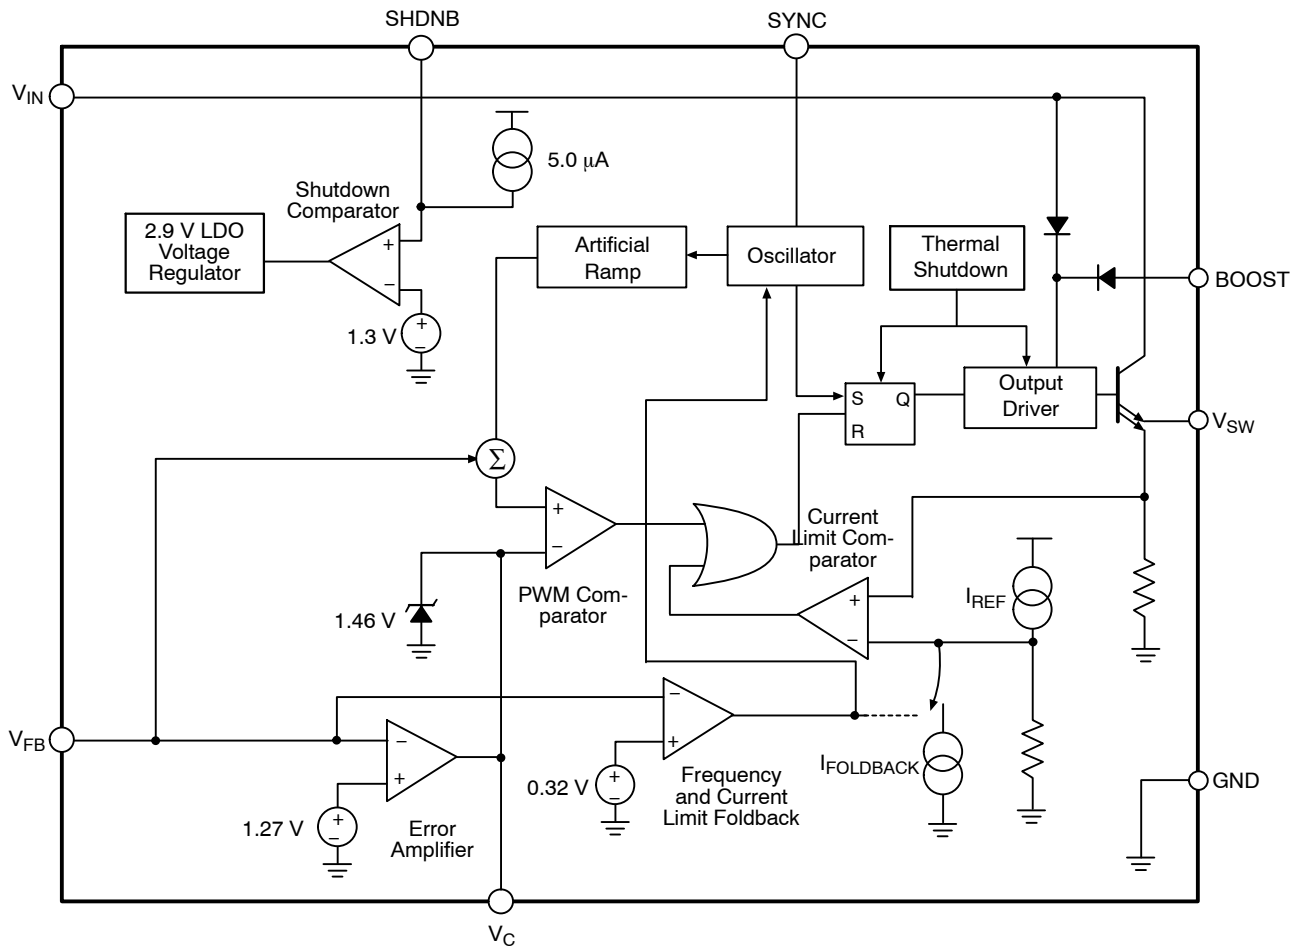 SHDNB
SYNC
V_IN
5.0 μA
Shutdown
Comparator
2.9 V LDO
Voltage
Regulator
+
−
1.3 V
+
−
Artificial
Ramp
Oscillator
Thermal
Shutdown
BOOST
S
Q
R
Output
Driver
V_SW
Σ
+
−
PWM Com-
parator
1.46 V
Current
Limit Com-
parator
+
−
I_REF
V_FB
−
+
1.27 V
+
−
Error
Amplifier
−
+
0.32 V
+
−
Frequency
and Current
Limit Foldback
I_FOLDBACK
GND
V_C